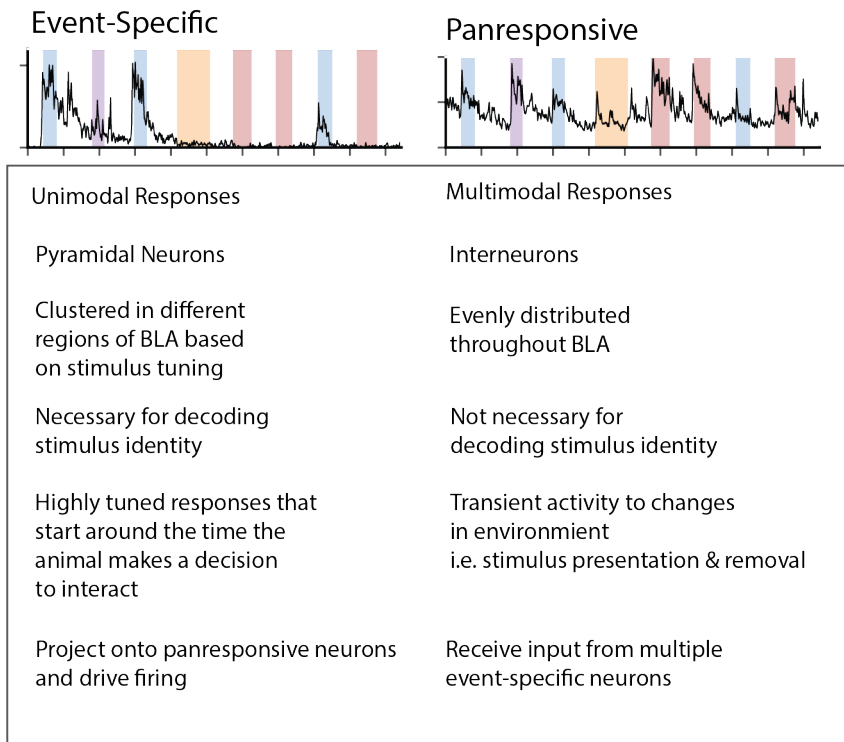 Event-Specific
Panresponsive
Unimodal Responses
Multimodal Responses
Pyramidal Neurons
Interneurons
Clustered in different
regions of BLA based
on stimulus tuning
Evenly distributed
throughout BLA
Necessary for decoding
stimulus identity
Not necessary for
decoding stimulus identity
Highly tuned responses that
start around the time the
animal makes a decision
to interact
Transient activity to changes
in environmient
i.e. stimulus presentation & removal
Project onto panresponsive neurons
and drive firing
Receive input from multiple
event-specific neurons